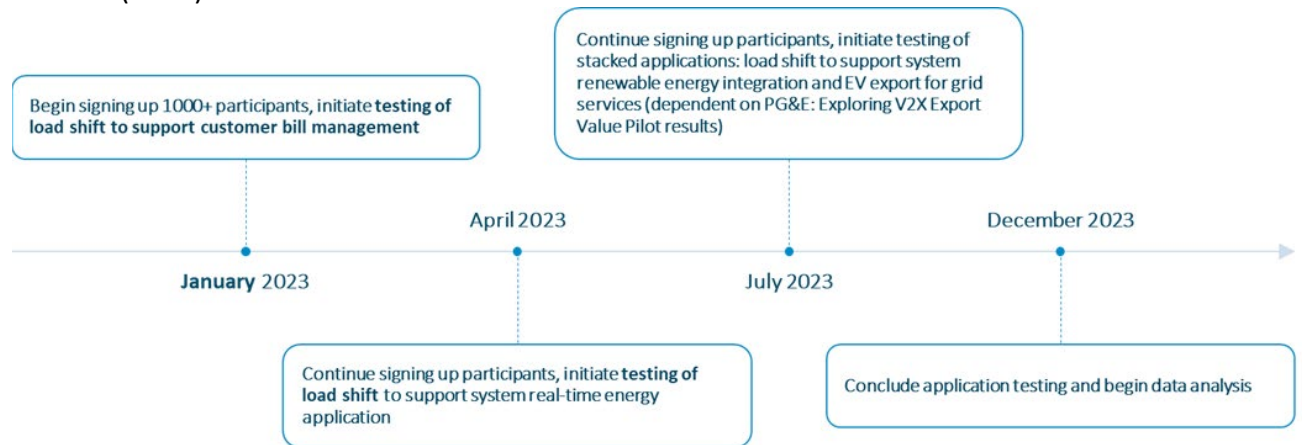 Continue signing up participants, initiate testing of
stacked applications: load shift to support system
renewable energy integration and EV export for grid
services (dependent on PG&E: Exploring V2X Export
Value Pilot results)
Begin signing up 1000+ participants, initiate testing of
load shift to support customer bill management
April 2023
December 2023
January 2023
July 2023
Continue signing up participants, initiate testing of
load shift to support system real-time energy
application
Conclude application testing and begin data analysis